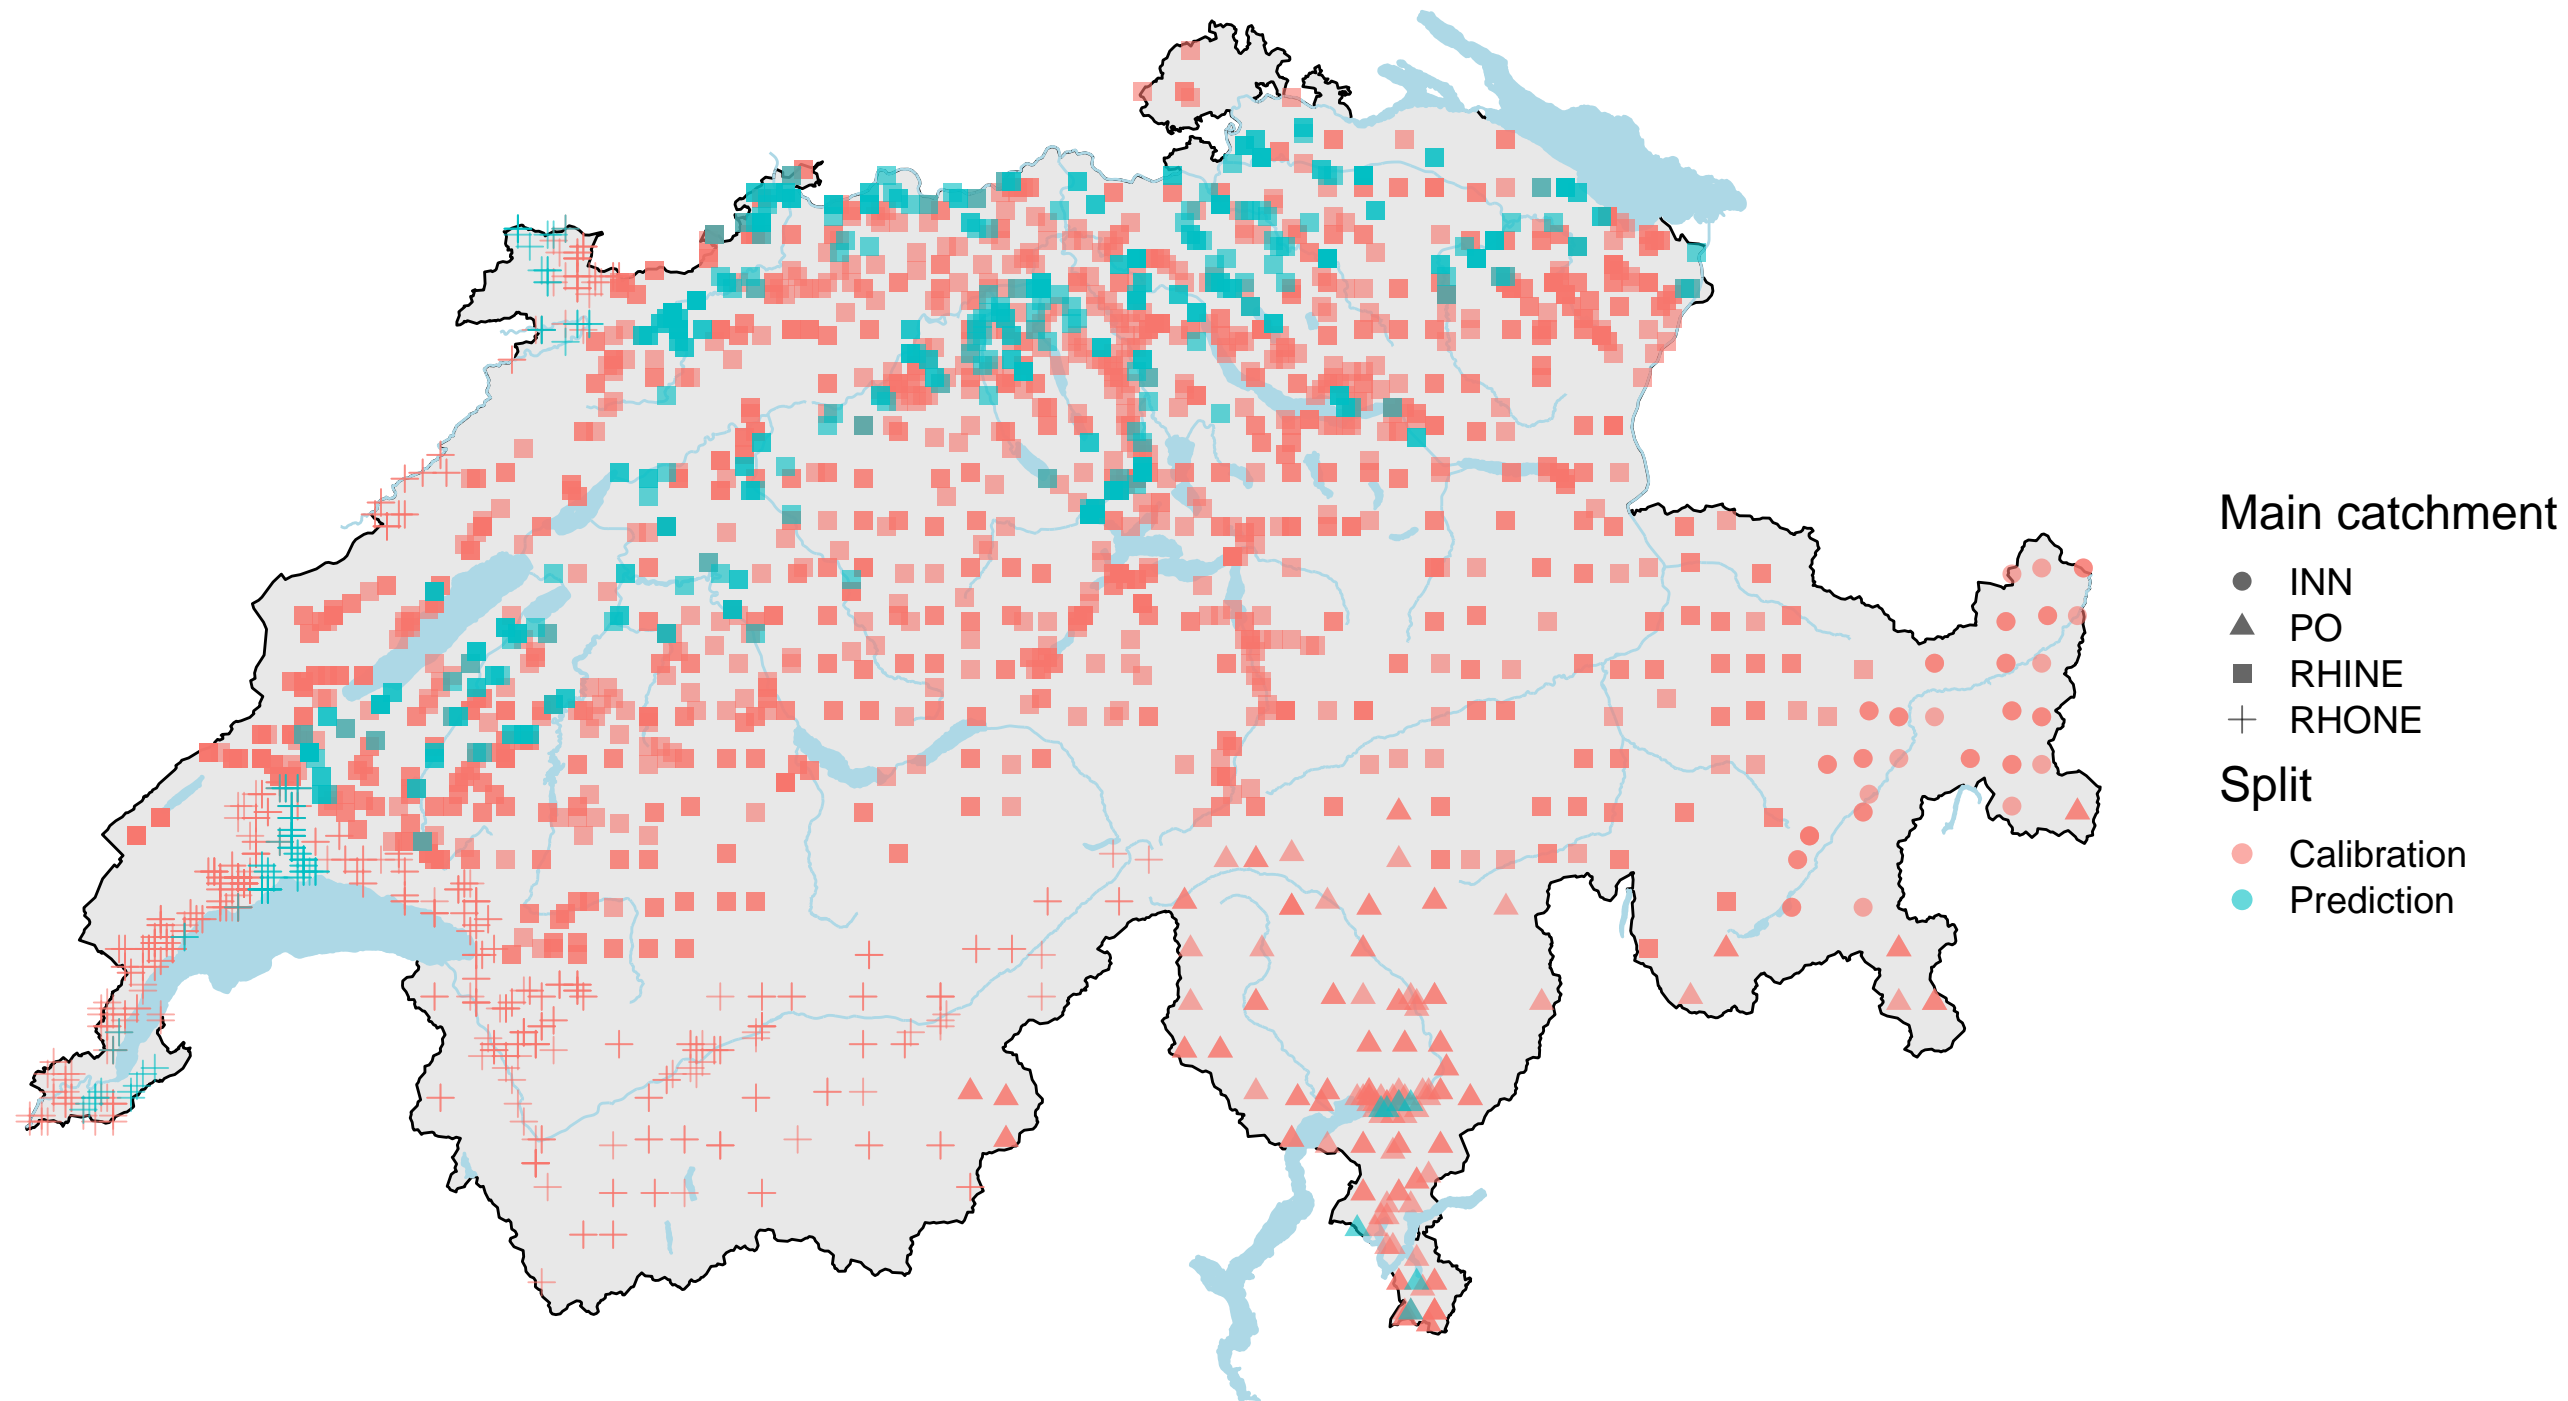 Main catchment
INN
PO
RHINE
RHONE
Split
Calibration
Prediction